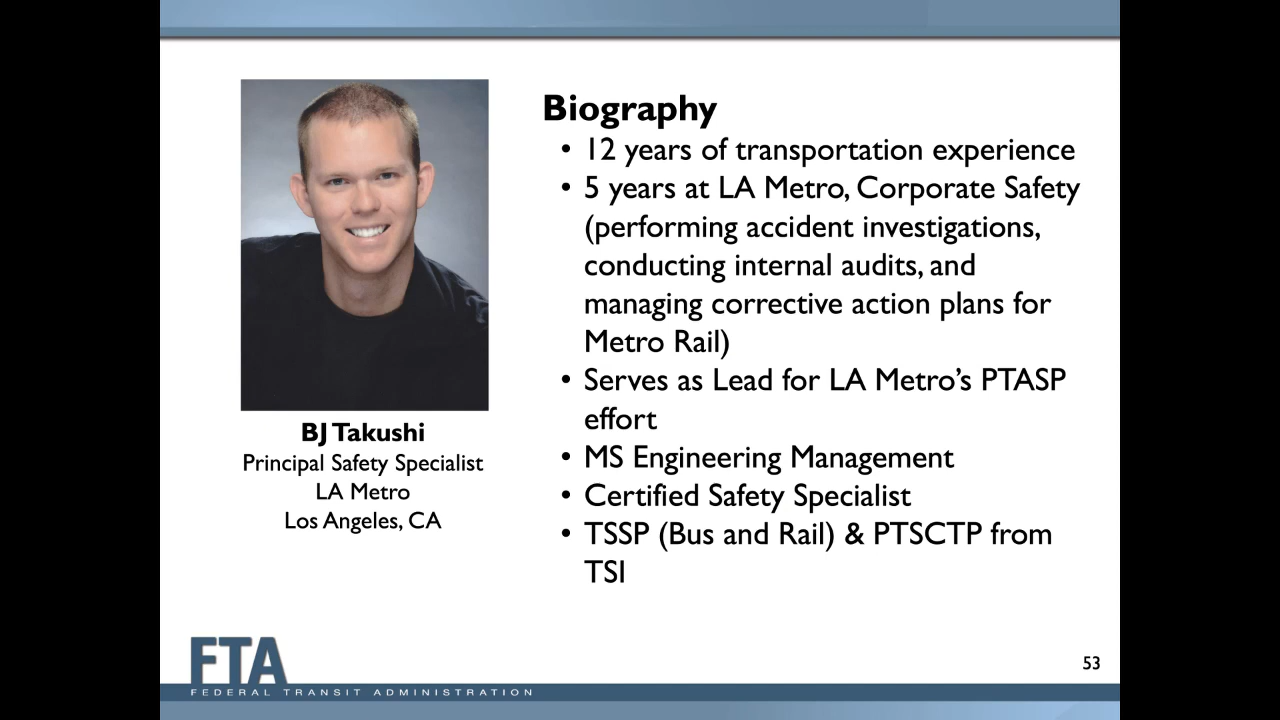 Biography
• 12 years of transportation experience
• 5 years at LA Metro, Corporate Safety
(performing accident investigations,
conducting internal audits, and
managing corrective action plans for
Metro Rail)
• Serves as Lead for LA Metro’s PTASP
effort
• MS Engineering Management
• Certified Safety Specialist
• TSSP (Bus and Rail) & PTSCTP from
TSI
BJ Takushi
Principal Safety Specialist
LA Metro
Los Angeles, CA
FTA
FEDERAL TRANSIT ADMINISTRATION
53